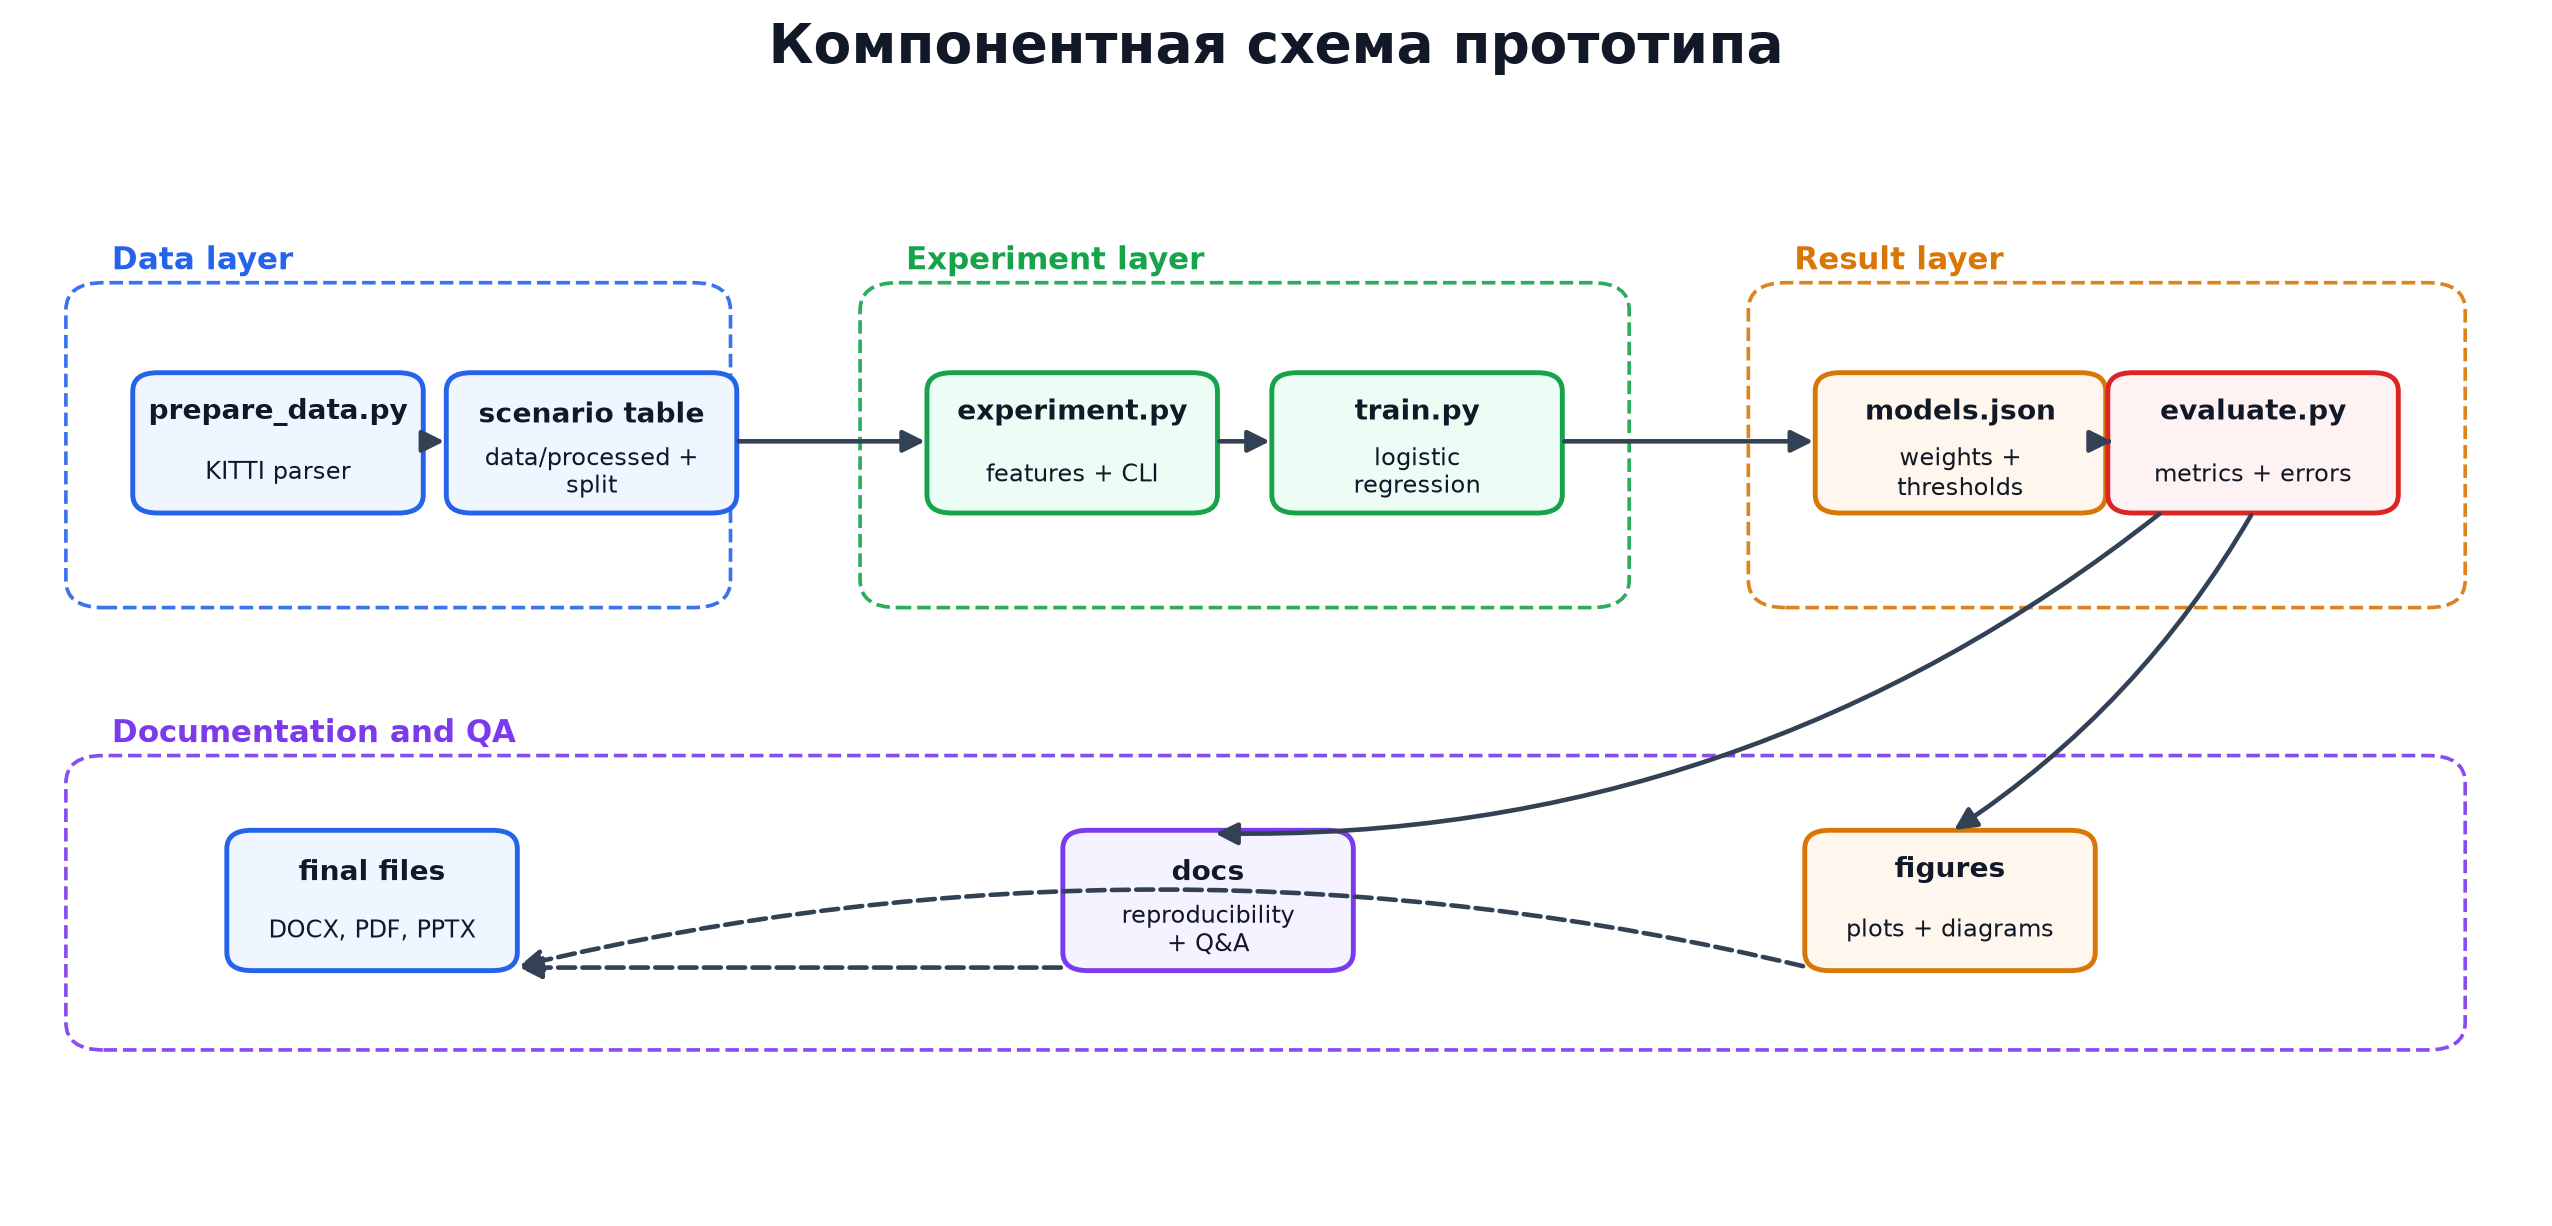 Компонентная схема прототипа
Data layer
prepare_data.py
KITTI parser
scenario table
data/processed +
split
Experiment layer
experiment.py
features + CLI
train.py
logistic
regression
Result layer
models.json
weights +
thresholds
evaluate.py
metrics + errors
Documentation and QA
final files
DOCX, PDF, PPTX
docs
reproducibility
+ Q&A
figures
plots + diagrams